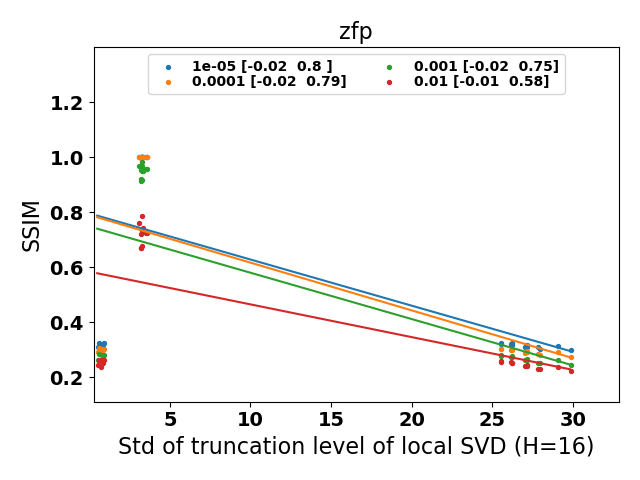 zfp
1e-05 [-0.02  0.8 ]
0.0001 [-0.02  0.79]
0.001 [-0.02  0.75]
0.01 [-0.01  0.58]
SSIM
1.2
1.0
0.8
0.6
0.4
0.2
5 10 15 20 25 30
Std of truncation level of local SVD (H=16)